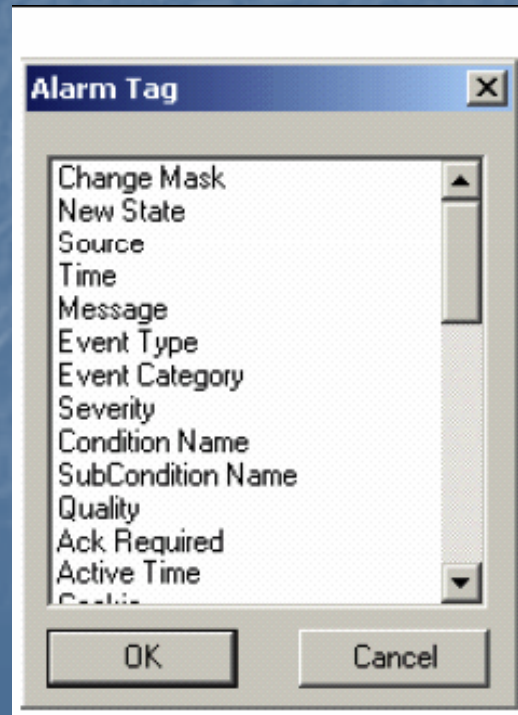 Alarm Tag
Change Mask
New State
Source
Time
Message
Event Type
Event Category
Severity
Condition Name
SubCondition Name
Quality
Ack Required
Active Time
OK
Cancel